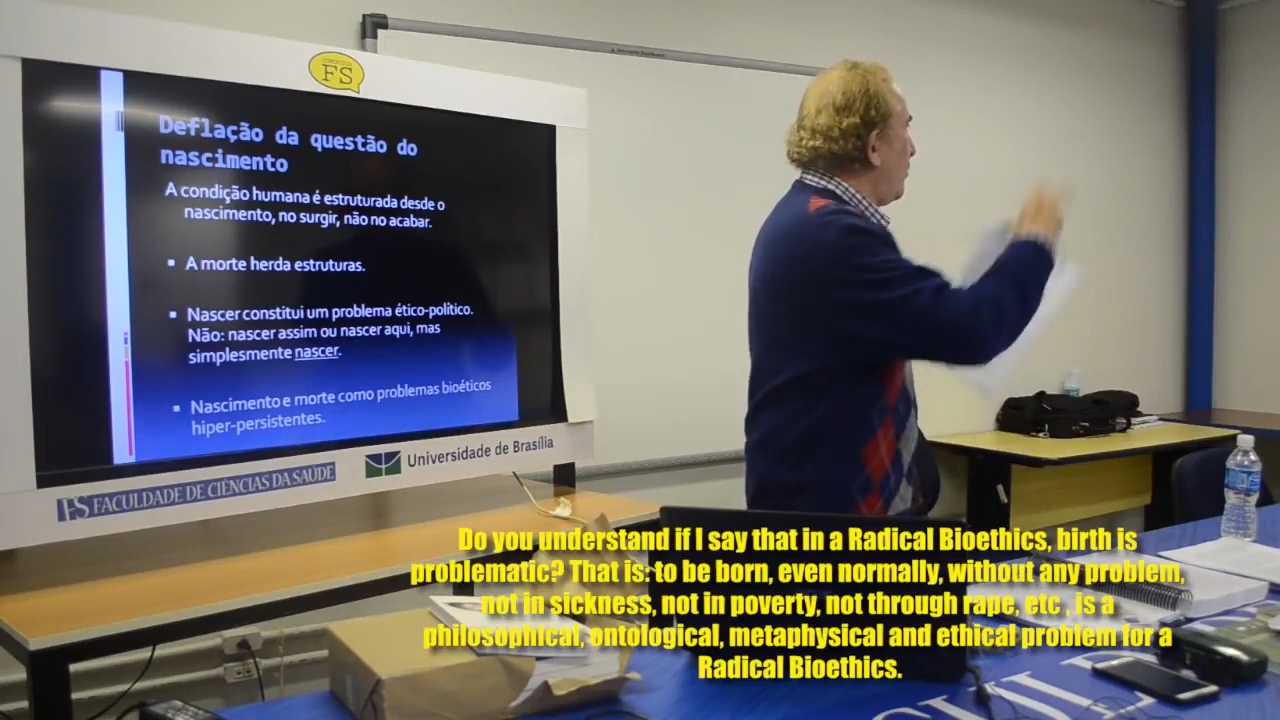 FS
Deflação da questão do
nascimento
A condição humana é estruturada desde o
nascimento, no surgir, não no acabar.
▪ A morte herda estruturas.
▪ Nascer constitui um problema ético-político.
Não: nascer assim ou nascer aqui, mas
simplesmente nascer.
▪ Nascimento e morte como problemas bioéticos
hiper-persistentes.
FS FACULDADE DE CIÊNCIAS DA SAÚDE
Universidade de Brasília
Do you understand if I say that in a Radical Bioethics, birth is
problematic? That is: to be born, even normally, without any problem,
not in sickness, not in poverty, not through rape, etc , is a
philosophical, ontological, metaphysical and ethical problem for a
Radical Bioethics.